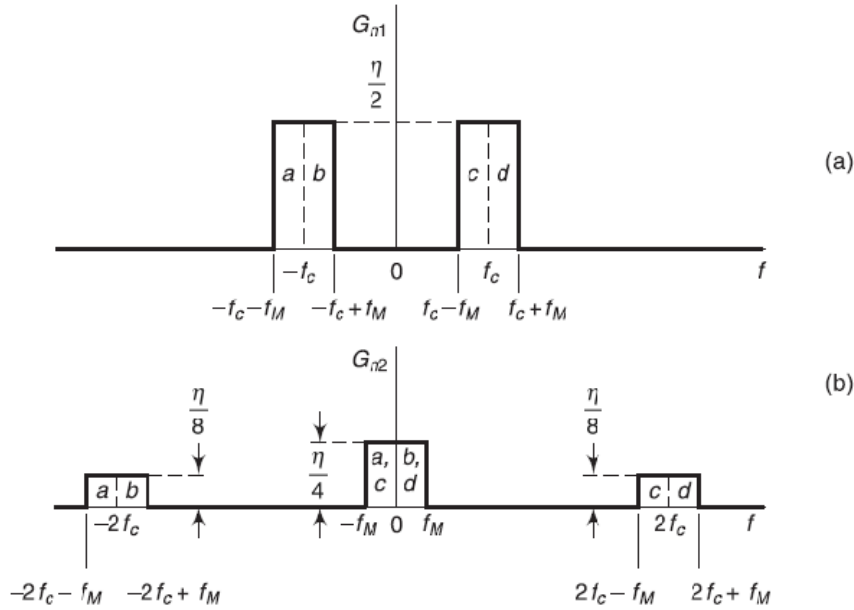 G_{n1}
η/2
(a)
a b c d
−f_c 0 f_c f
−f_c−f_M −f_c+f_M f_c−f_M f_c+f_M
G_{n2}
(b)
η/8 η/8
η/4
a b a, c b, d c d
−2f_c −f_M 0 f_M 2f_c f
−2f_c−f_M −2f_c+f_M 2f_c−f_M 2f_c+f_M